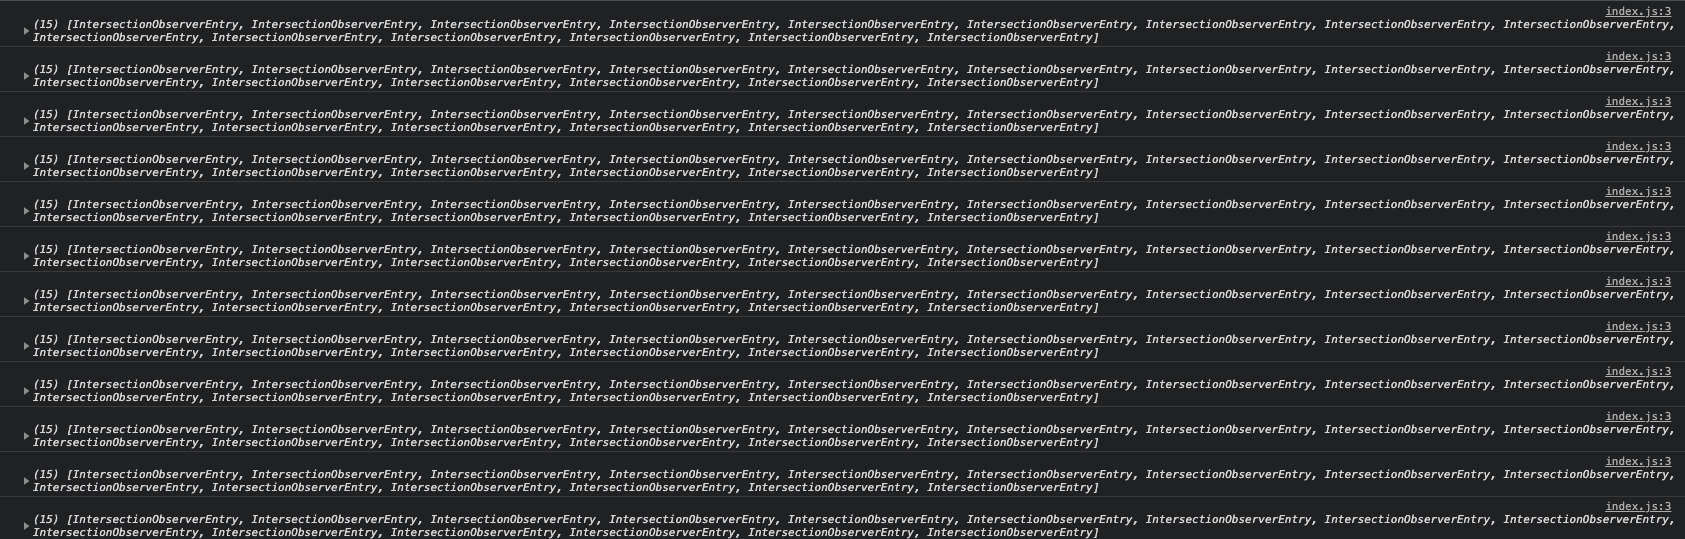 index.js:3
(15) [IntersectionObserverEntry, IntersectionObserverEntry, IntersectionObserverEntry, IntersectionObserverEntry, IntersectionObserverEntry, IntersectionObserverEntry, IntersectionObserverEntry, IntersectionObserverEntry, IntersectionObserverEntry,
IntersectionObserverEntry, IntersectionObserverEntry, IntersectionObserverEntry, IntersectionObserverEntry, IntersectionObserverEntry, IntersectionObserverEntry]
index.js:3
(15) [IntersectionObserverEntry, IntersectionObserverEntry, IntersectionObserverEntry, IntersectionObserverEntry, IntersectionObserverEntry, IntersectionObserverEntry, IntersectionObserverEntry, IntersectionObserverEntry, IntersectionObserverEntry,
IntersectionObserverEntry, IntersectionObserverEntry, IntersectionObserverEntry, IntersectionObserverEntry, IntersectionObserverEntry, IntersectionObserverEntry]
index.js:3
(15) [IntersectionObserverEntry, IntersectionObserverEntry, IntersectionObserverEntry, IntersectionObserverEntry, IntersectionObserverEntry, IntersectionObserverEntry, IntersectionObserverEntry, IntersectionObserverEntry, IntersectionObserverEntry,
IntersectionObserverEntry, IntersectionObserverEntry, IntersectionObserverEntry, IntersectionObserverEntry, IntersectionObserverEntry, IntersectionObserverEntry]
index.js:3
(15) [IntersectionObserverEntry, IntersectionObserverEntry, IntersectionObserverEntry, IntersectionObserverEntry, IntersectionObserverEntry, IntersectionObserverEntry, IntersectionObserverEntry, IntersectionObserverEntry, IntersectionObserverEntry,
IntersectionObserverEntry, IntersectionObserverEntry, IntersectionObserverEntry, IntersectionObserverEntry, IntersectionObserverEntry, IntersectionObserverEntry]
index.js:3
(15) [IntersectionObserverEntry, IntersectionObserverEntry, IntersectionObserverEntry, IntersectionObserverEntry, IntersectionObserverEntry, IntersectionObserverEntry, IntersectionObserverEntry, IntersectionObserverEntry, IntersectionObserverEntry,
IntersectionObserverEntry, IntersectionObserverEntry, IntersectionObserverEntry, IntersectionObserverEntry, IntersectionObserverEntry, IntersectionObserverEntry]
index.js:3
(15) [IntersectionObserverEntry, IntersectionObserverEntry, IntersectionObserverEntry, IntersectionObserverEntry, IntersectionObserverEntry, IntersectionObserverEntry, IntersectionObserverEntry, IntersectionObserverEntry, IntersectionObserverEntry,
IntersectionObserverEntry, IntersectionObserverEntry, IntersectionObserverEntry, IntersectionObserverEntry, IntersectionObserverEntry, IntersectionObserverEntry]
index.js:3
(15) [IntersectionObserverEntry, IntersectionObserverEntry, IntersectionObserverEntry, IntersectionObserverEntry, IntersectionObserverEntry, IntersectionObserverEntry, IntersectionObserverEntry, IntersectionObserverEntry, IntersectionObserverEntry,
IntersectionObserverEntry, IntersectionObserverEntry, IntersectionObserverEntry, IntersectionObserverEntry, IntersectionObserverEntry, IntersectionObserverEntry]
index.js:3
(15) [IntersectionObserverEntry, IntersectionObserverEntry, IntersectionObserverEntry, IntersectionObserverEntry, IntersectionObserverEntry, IntersectionObserverEntry, IntersectionObserverEntry, IntersectionObserverEntry, IntersectionObserverEntry,
IntersectionObserverEntry, IntersectionObserverEntry, IntersectionObserverEntry, IntersectionObserverEntry, IntersectionObserverEntry, IntersectionObserverEntry]
index.js:3
(15) [IntersectionObserverEntry, IntersectionObserverEntry, IntersectionObserverEntry, IntersectionObserverEntry, IntersectionObserverEntry, IntersectionObserverEntry, IntersectionObserverEntry, IntersectionObserverEntry, IntersectionObserverEntry,
IntersectionObserverEntry, IntersectionObserverEntry, IntersectionObserverEntry, IntersectionObserverEntry, IntersectionObserverEntry, IntersectionObserverEntry]
index.js:3
(15) [IntersectionObserverEntry, IntersectionObserverEntry, IntersectionObserverEntry, IntersectionObserverEntry, IntersectionObserverEntry, IntersectionObserverEntry, IntersectionObserverEntry, IntersectionObserverEntry, IntersectionObserverEntry,
IntersectionObserverEntry, IntersectionObserverEntry, IntersectionObserverEntry, IntersectionObserverEntry, IntersectionObserverEntry, IntersectionObserverEntry]
index.js:3
(15) [IntersectionObserverEntry, IntersectionObserverEntry, IntersectionObserverEntry, IntersectionObserverEntry, IntersectionObserverEntry, IntersectionObserverEntry, IntersectionObserverEntry, IntersectionObserverEntry, IntersectionObserverEntry,
IntersectionObserverEntry, IntersectionObserverEntry, IntersectionObserverEntry, IntersectionObserverEntry, IntersectionObserverEntry, IntersectionObserverEntry]
index.js:3
(15) [IntersectionObserverEntry, IntersectionObserverEntry, IntersectionObserverEntry, IntersectionObserverEntry, IntersectionObserverEntry, IntersectionObserverEntry, IntersectionObserverEntry, IntersectionObserverEntry, IntersectionObserverEntry,
IntersectionObserverEntry, IntersectionObserverEntry, IntersectionObserverEntry, IntersectionObserverEntry, IntersectionObserverEntry, IntersectionObserverEntry]